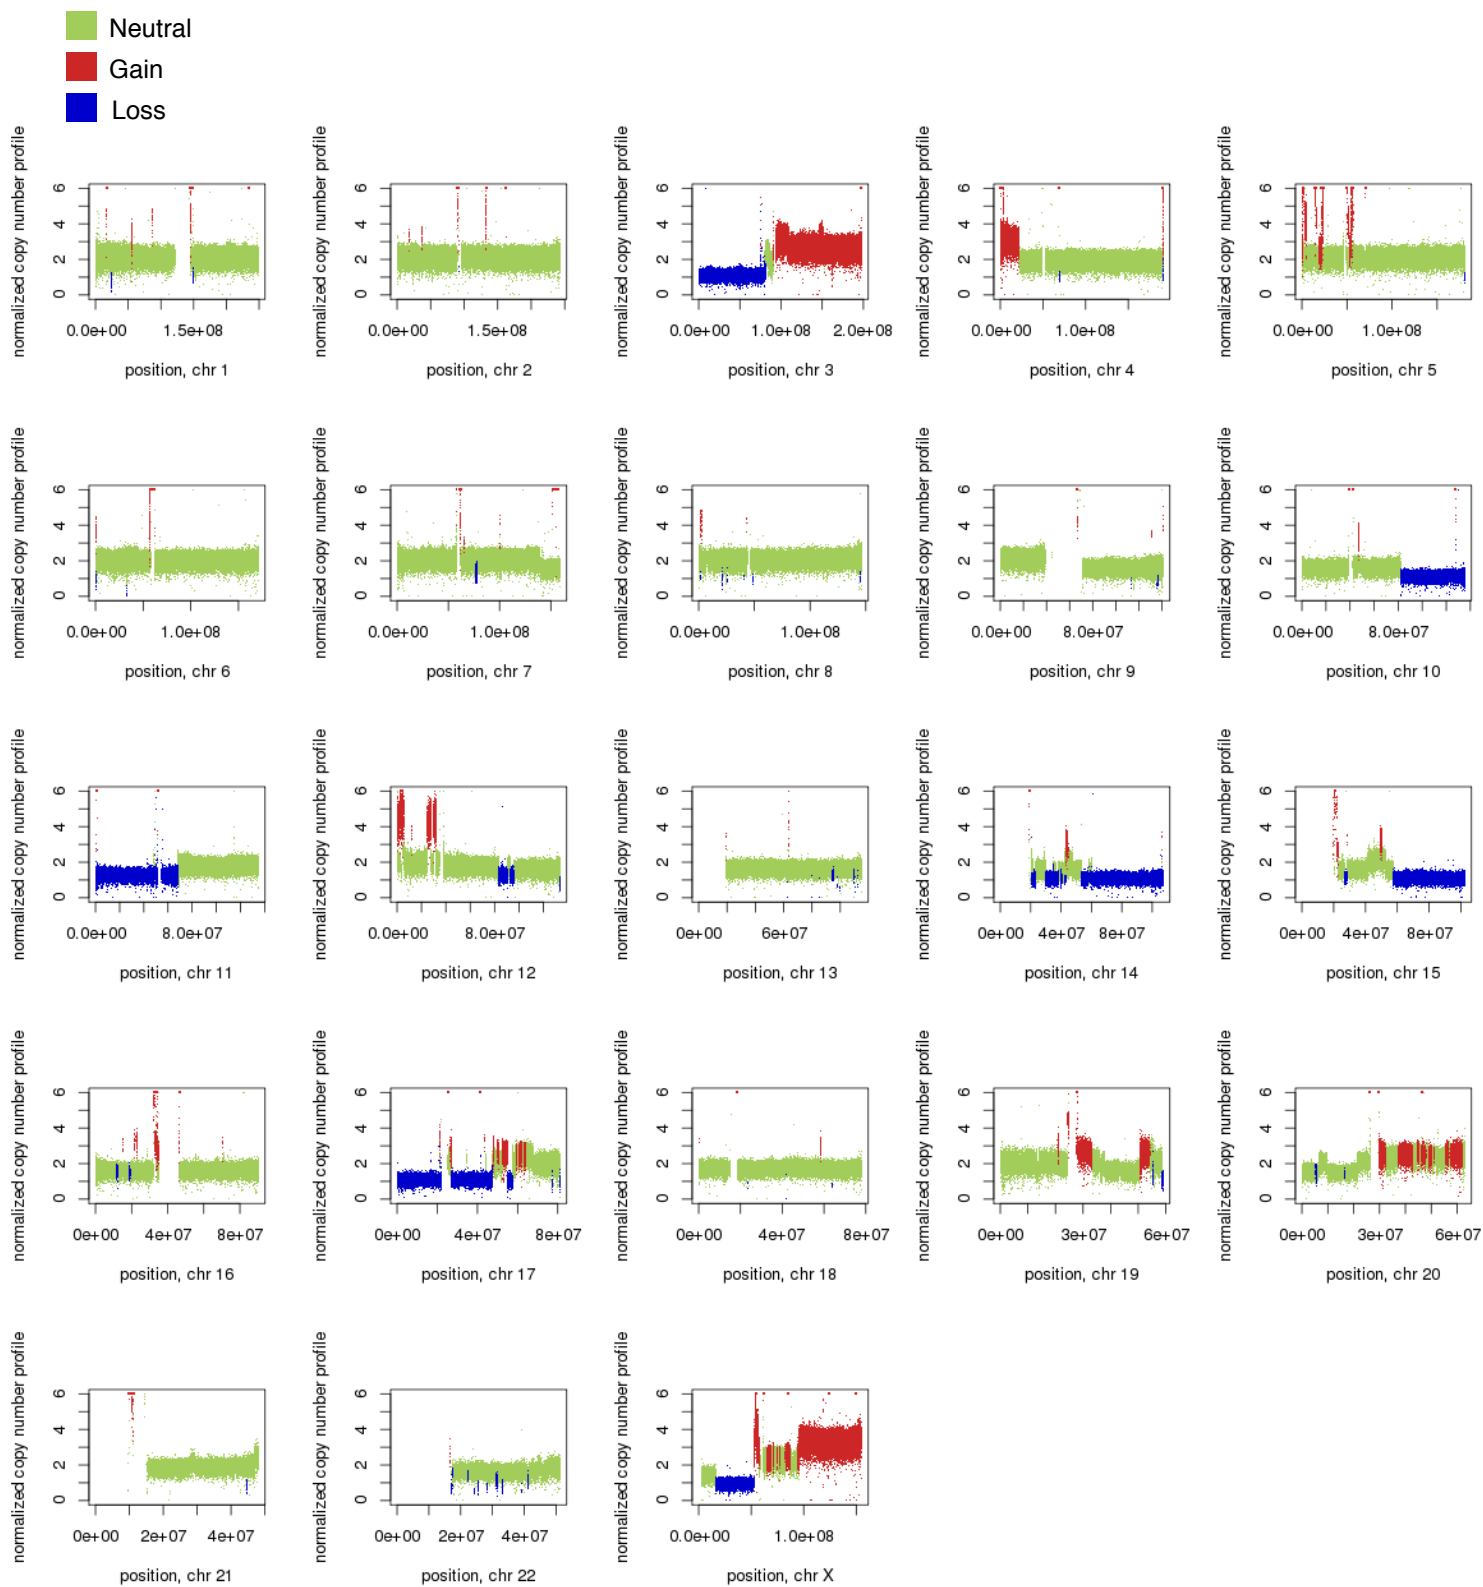 Neutral
Gain
Loss
normalized copy number profile
0 2 4 6
0.0e+00 1.5e+08
position, chr 1
normalized copy number profile
0 2 4 6
0.0e+00 1.5e+08
position, chr 2
normalized copy number profile
0 2 4 6
0.0e+00 1.0e+08 2.0e+08
position, chr 3
normalized copy number profile
0 2 4 6
0.0e+00 1.0e+08
position, chr 4
normalized copy number profile
0 2 4 6
0.0e+00 1.0e+08
position, chr 5
normalized copy number profile
0 2 4 6
0.0e+00 1.0e+08
position, chr 6
normalized copy number profile
0 2 4 6
0.0e+00 1.0e+08
position, chr 7
normalized copy number profile
0 2 4 6
0.0e+00 1.0e+08
position, chr 8
normalized copy number profile
0 2 4 6
0.0e+00 8.0e+07
position, chr 9
normalized copy number profile
0 2 4 6
0.0e+00 8.0e+07
position, chr 10
normalized copy number profile
0 2 4 6
0.0e+00 8.0e+07
position, chr 11
normalized copy number profile
0 2 4 6
0.0e+00 8.0e+07
position, chr 12
normalized copy number profile
0 2 4 6
0e+00 6e+07
position, chr 13
normalized copy number profile
0 2 4 6
0e+00 4e+07 8e+07
position, chr 14
normalized copy number profile
0 2 4 6
0e+00 4e+07 8e+07
position, chr 15
normalized copy number profile
0 2 4 6
0e+00 4e+07 8e+07
position, chr 16
normalized copy number profile
0 2 4 6
0e+00 4e+07 8e+07
position, chr 17
normalized copy number profile
0 2 4 6
0e+00 4e+07 8e+07
position, chr 18
normalized copy number profile
0 2 4 6
0e+00 3e+07 6e+07
position, chr 19
normalized copy number profile
0 2 4 6
0e+00 3e+07 6e+07
position, chr 20
normalized copy number profile
0 2 4 6
0e+00 2e+07 4e+07
position, chr 21
normalized copy number profile
0 2 4 6
0e+00 2e+07 4e+07
position, chr 22
normalized copy number profile
0 2 4 6
0.0e+00 1.0e+08
position, chr X